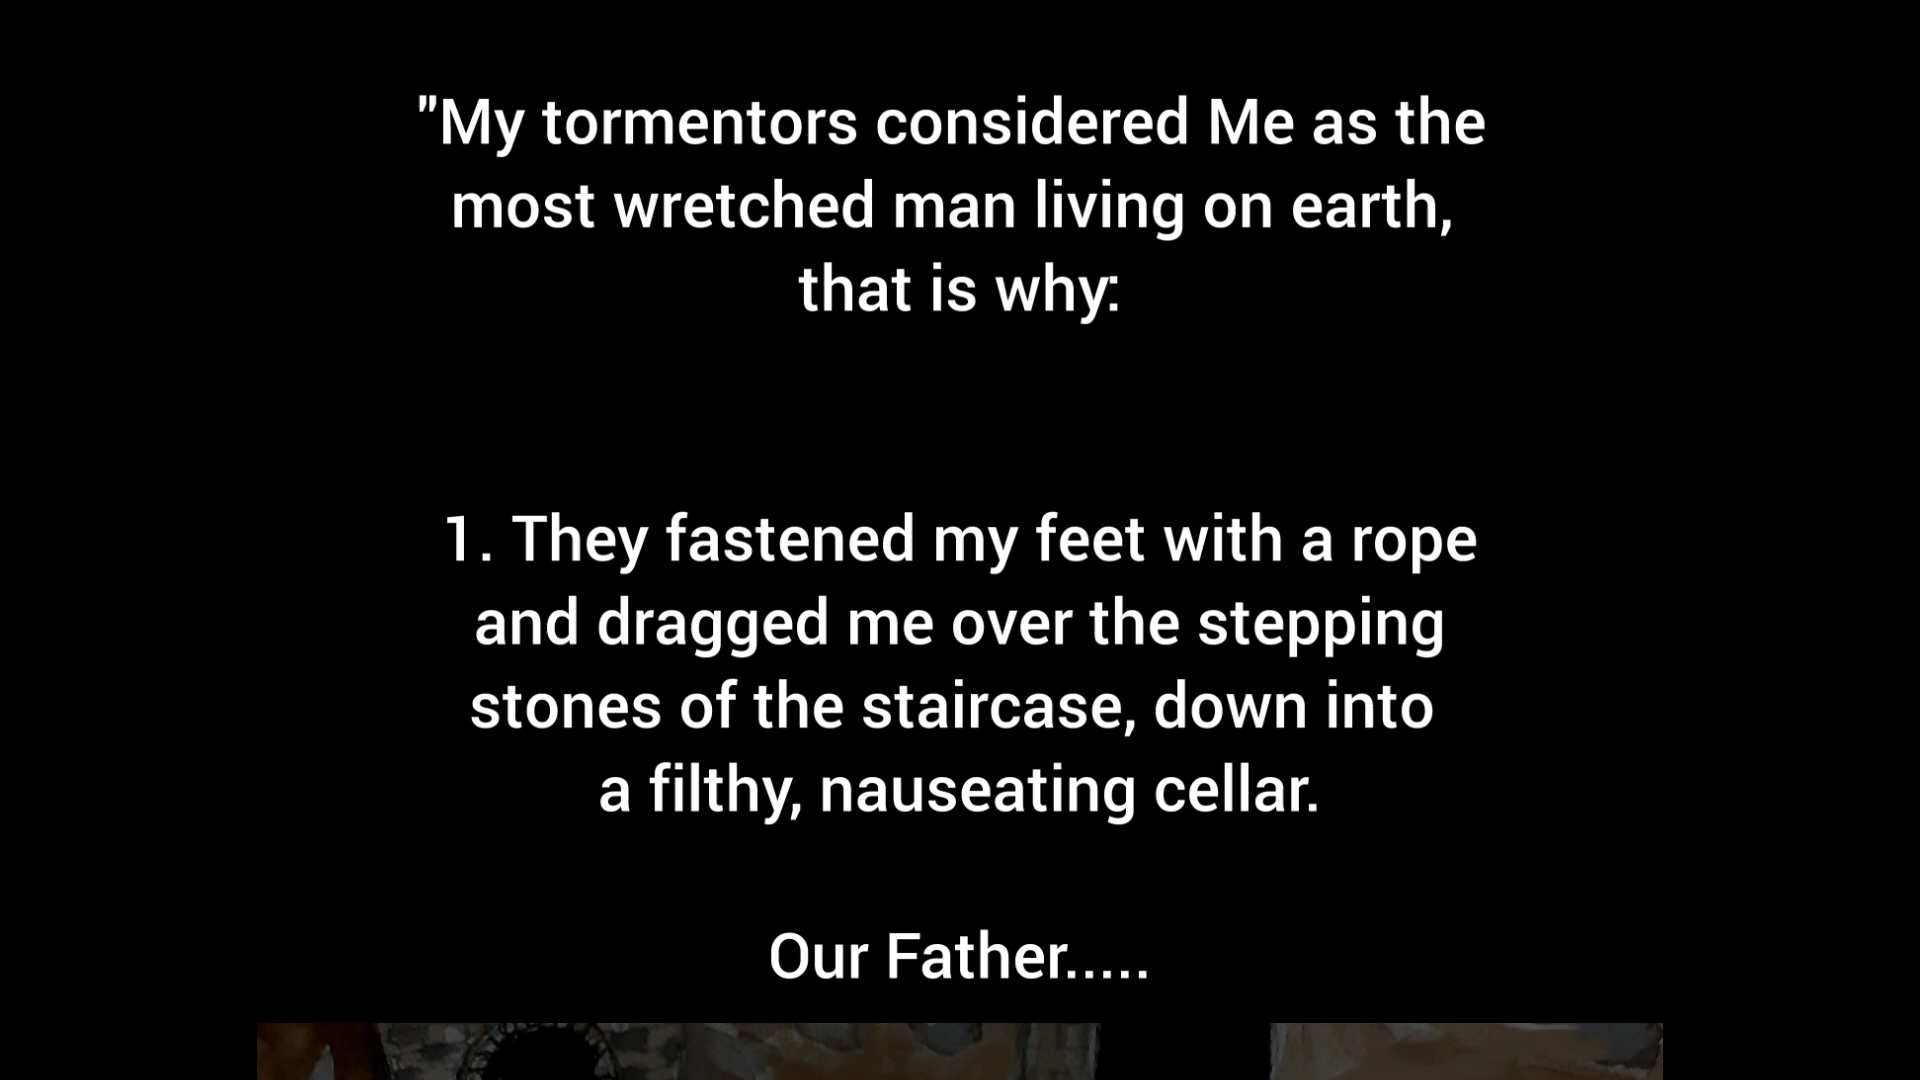 "My tormentors considered Me as the
most wretched man living on earth,
that is why:
1. They fastened my feet with a rope
and dragged me over the stepping
stones of the staircase, down into
a filthy, nauseating cellar.
Our Father.....